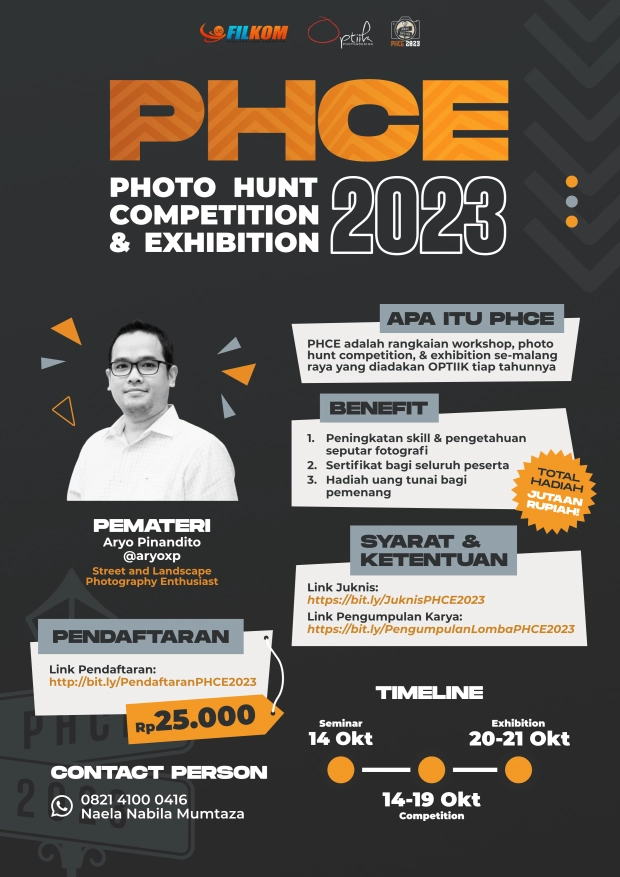 FILKOM
Optiik
PHCE 2023
PHCE
PHOTO HUNT
COMPETITION
& EXHIBITION
2023
APA ITU PHCE
PHCE adalah rangkaian workshop, photo
hunt competition, & exhibition se-malang
raya yang diadakan OPTIIK tiap tahunnya
BENEFIT
1. Peningkatan skill & pengetahuan
seputar fotografi
2. Sertifikat bagi seluruh peserta
3. Hadiah uang tunai bagi
pemenang
TOTAL
HADIAH
JUTAAN
RUPIAH!
PEMATERI
Aryo Pinandito
@aryoxp
Street and Landscape
Photography Enthusiast
SYARAT &
KETENTUAN
Link Juknis:
https://bit.ly/JuknisPHCE2023
Link Pengumpulan Karya:
https://bit.ly/PengumpulanLombaPHCE2023
PENDAFTARAN
Link Pendaftaran:
http://bit.ly/PendaftaranPHCE2023
Rp25.000
CONTACT PERSON
0821 4100 0416
Naela Nabila Mumtaza
TIMELINE
Seminar
14 Okt
Exhibition
20-21 Okt
14-19 Okt
Competition
PHCE
2023